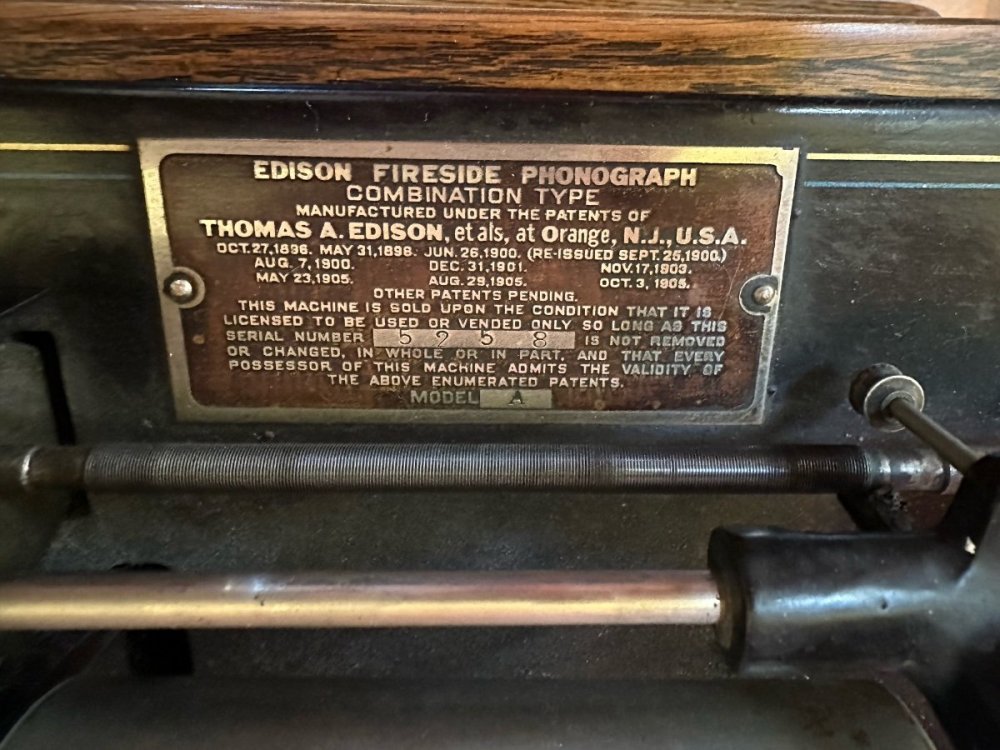 EDISON FIRESIDE PHONOGRAPH
COMBINATION TYPE
MANUFACTURED UNDER THE PATENTS OF
THOMAS A. EDISON, et als, at Orange, N.J., U.S.A.
OCT. 27, 1896. MAY 31, 1898. JUN. 26, 1900. (RE-ISSUED SEPT. 25, 1900.)
AUG. 7, 1900. DEC. 31, 1901. NOV. 17, 1903.
MAY 23, 1905. AUG. 29, 1905. OCT. 3, 1905.
OTHER PATENTS PENDING.
THIS MACHINE IS SOLD UPON THE CONDITION THAT IT IS
LICENSED TO BE USED OR VENDED ONLY SO LONG AS THIS
SERIAL NUMBER 5258 IS NOT REMOVED
OR CHANGED, IN WHOLE OR IN PART, AND THAT EVERY
POSSESSOR OF THIS MACHINE ADMITS THE VALIDITY OF
THE ABOVE ENUMERATED PATENTS.
MODEL A